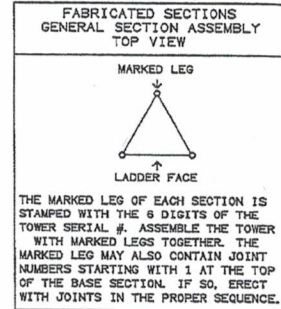 FABRICATED SECTIONS
GENERAL SECTION ASSEMBLY
TOP VIEW
MARKED LEG
LADDER FACE
THE MARKED LEG OF EACH SECTION IS
STAMPED WITH THE 6 DIGITS OF THE
TOWER SERIAL #. ASSEMBLE THE TOWER
WITH MARKED LEGS TOGETHER. THE
MARKED LEG MAY ALSO CONTAIN JOINT
NUMBERS STARTING WITH 1 AT THE TOP
OF THE BASE SECTION. IF SO, ERECT
WITH JOINTS IN THE PROPER SEQUENCE.